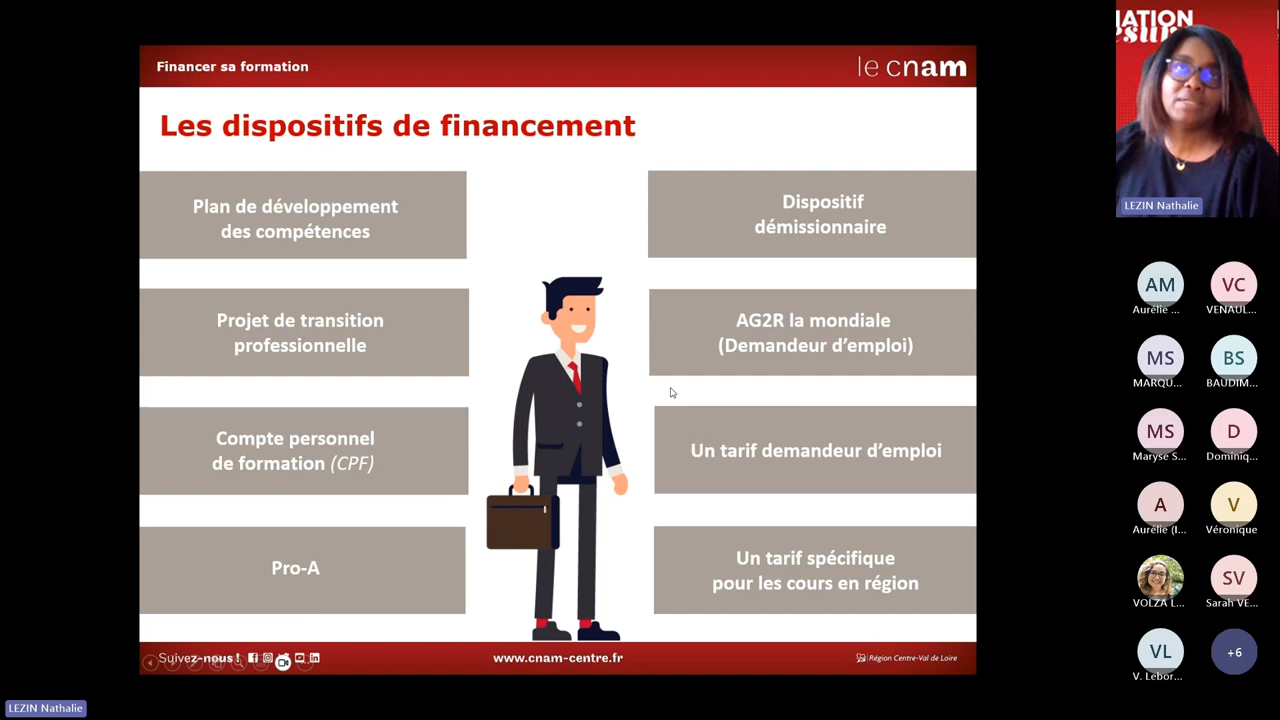 Financer sa formation
le cnam
Les dispositifs de financement
Plan de développement
des compétences
Projet de transition
professionnelle
Compte personnel
de formation (CPF)
Pro-A
Dispositif
démissionnaire
AG2R la mondiale
(Demandeur d’emploi)
Un tarif demandeur d’emploi
Un tarif spécifique
pour les cours en région
Suivez-nous !
www.cnam-centre.fr
Région Centre-Val de Loire
LEZIN Nathalie
AM
Aurélie ...
VC
VENAUL...
MS
MARQU...
BS
BAUDIM...
MS
Maryse S...
D
Dominiq...
A
Aurélie (I...
V
Véronique
VOLZA L...
SV
Sarah VE...
VL
V. Lebor...
+6
LEZIN Nathalie